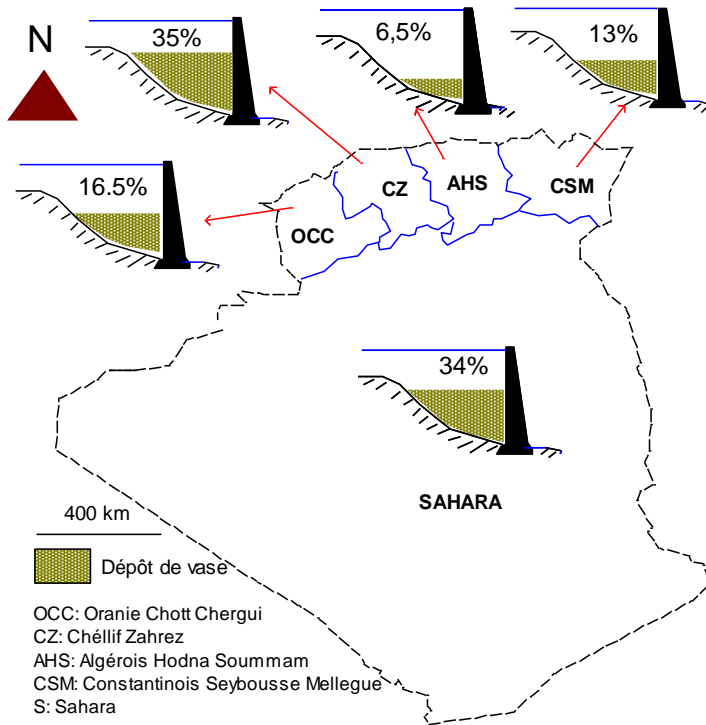 N
35%
6,5%
13%
16.5%
CZ
AHS
CSM
OCC
34%
SAHARA
400 km
Dépôt de vase
OCC: Oranie Chott Chergui
CZ: Chéllif Zahrez
AHS: Algérois Hodna Soummam
CSM: Constantinois Seybousse Mellegue
S: Sahara